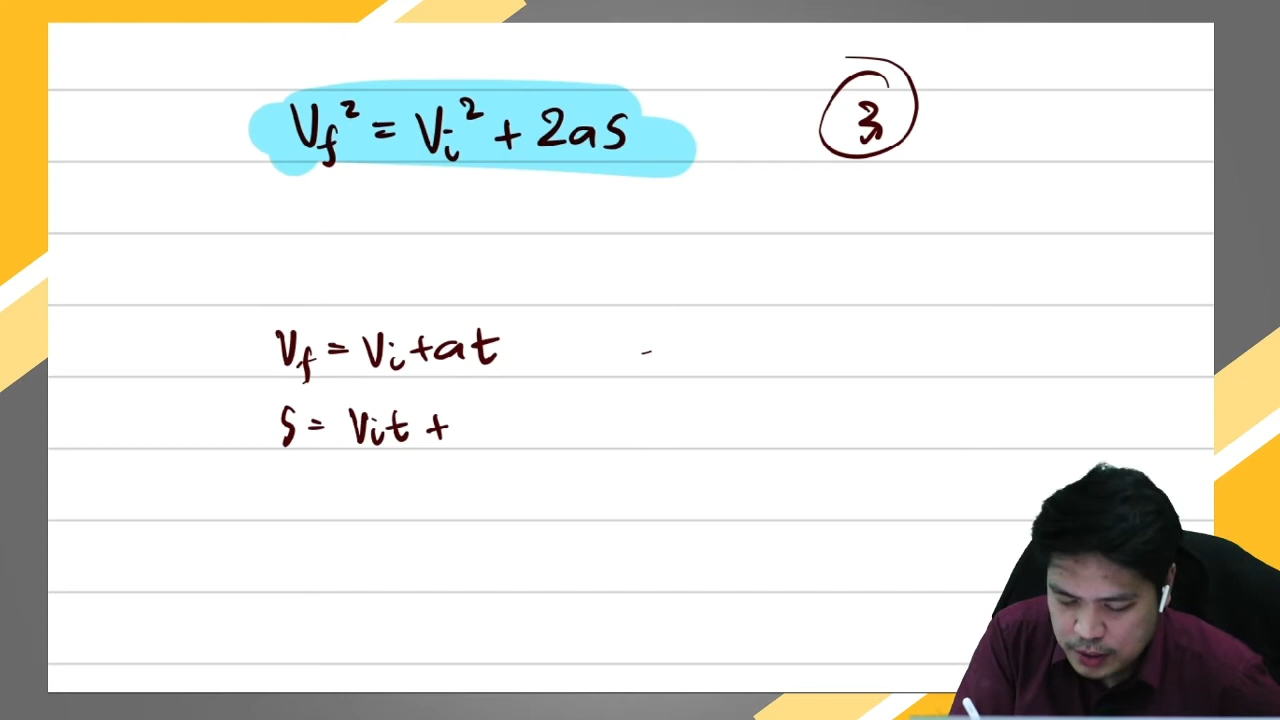 Vf² = Vi² + 2as 3
Vf = Vi + at
S = Vit +